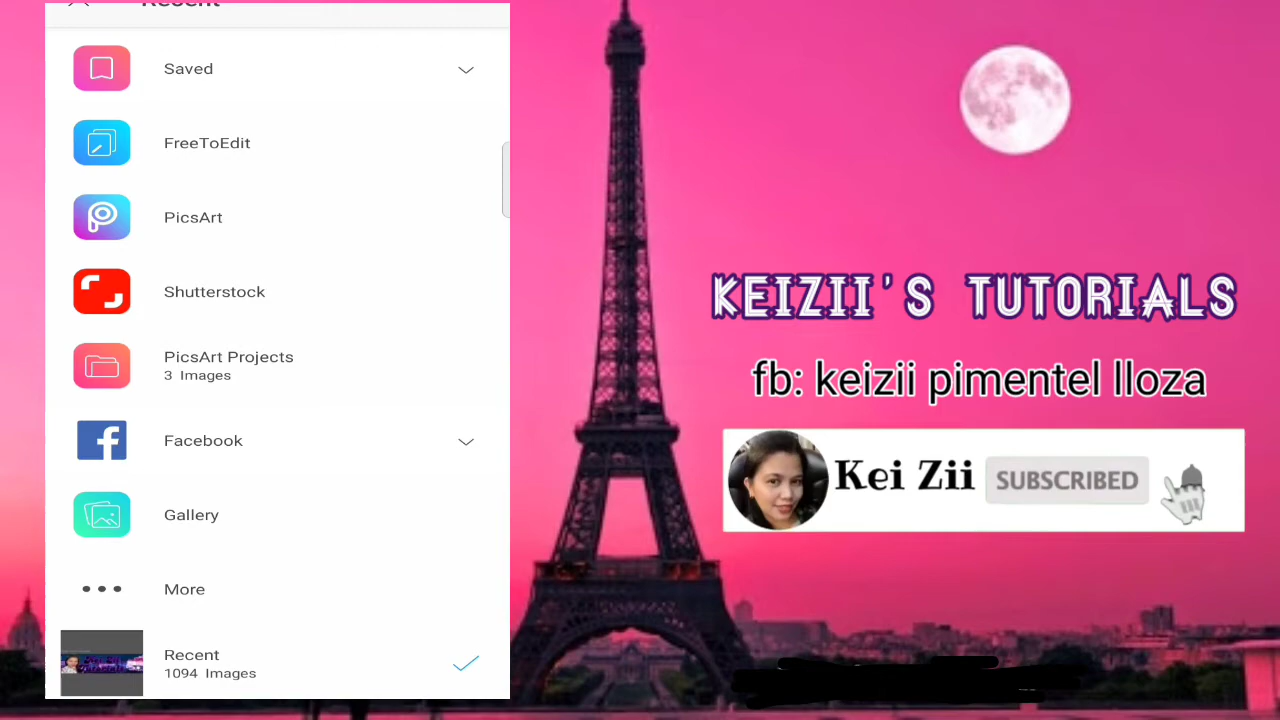 Recent
Saved
FreeToEdit
PicsArt
Shutterstock
PicsArt Projects
3 Images
Facebook
Gallery
More
Recent
1094 Images
KEIZII'S TUTORIALS
fb: keizii pimentel lloza
Kei Zii
SUBSCRIBED